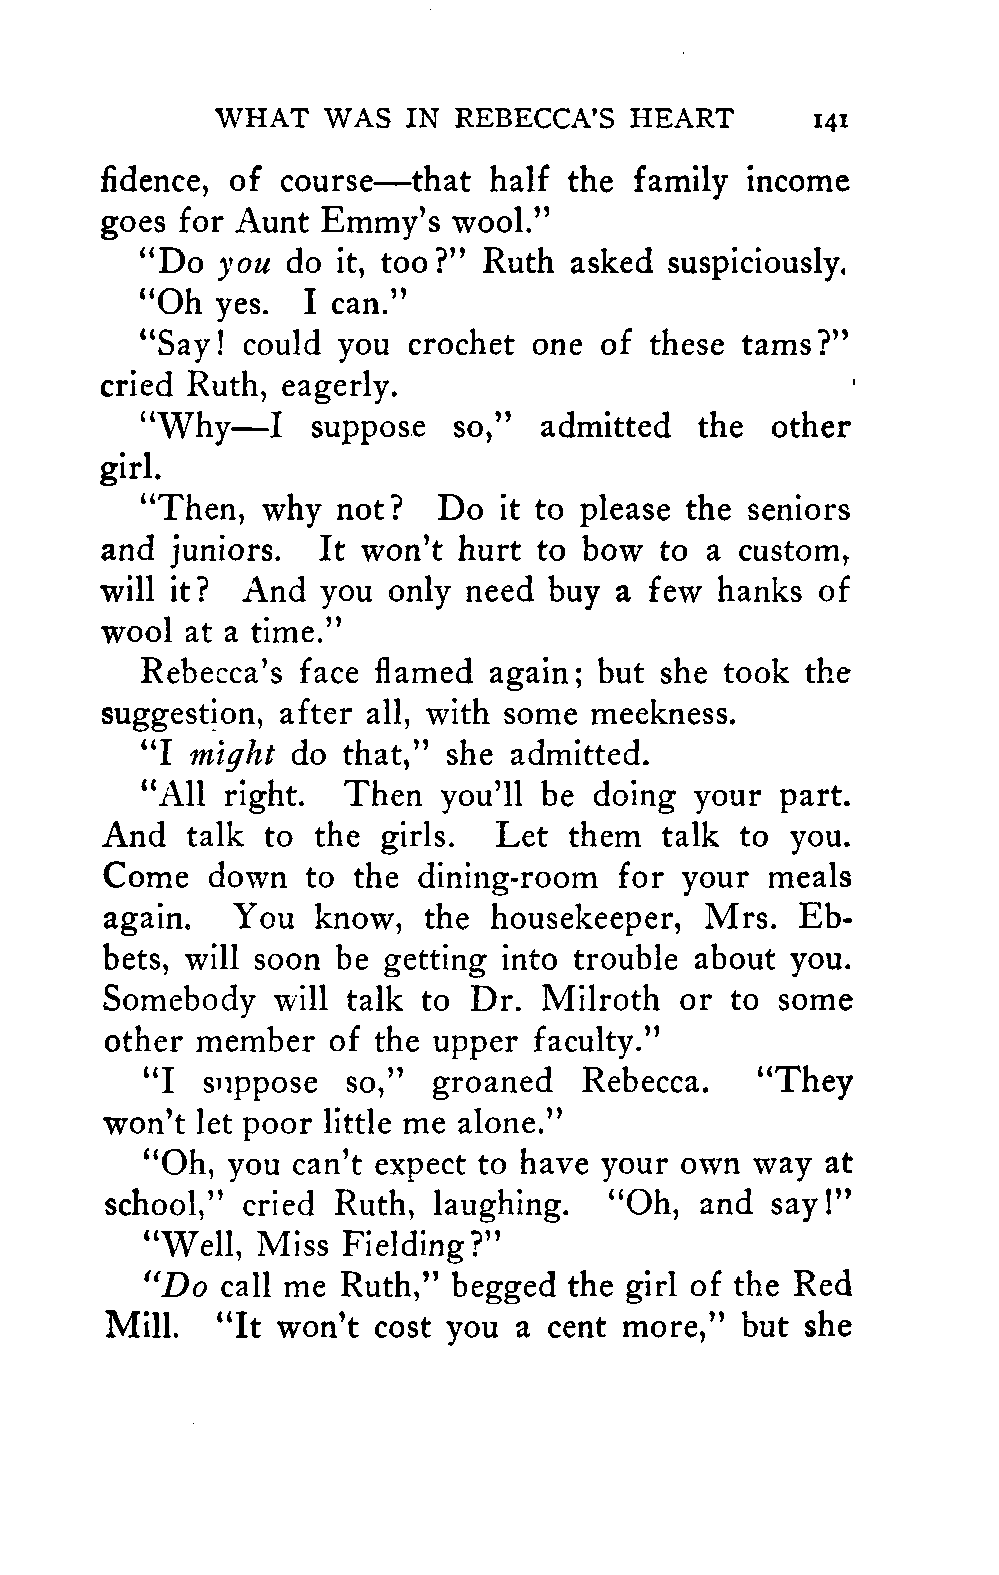 WHAT WAS IN REBECCA'S HEART 141
fidence, of course—that half the family income
goes for Aunt Emmy's wool."
"Do you do it, too?" Ruth asked suspiciously.
"Oh yes. I can."
"Say! could you crochet one of these tams?"
cried Ruth, eagerly.
"Why—I suppose so," admitted the other
girl.
"Then, why not? Do it to please the seniors
and juniors. It won't hurt to bow to a custom,
will it? And you only need buy a few hanks of
wool at a time."
Rebecca's face flamed again; but she took the
suggestion, after all, with some meekness.
"I might do that," she admitted.
"All right. Then you'll be doing your part.
And talk to the girls. Let them talk to you.
Come down to the dining-room for your meals
again. You know, the housekeeper, Mrs. Eb-
bets, will soon be getting into trouble about you.
Somebody will talk to Dr. Milroth or to some
other member of the upper faculty."
"I suppose so," groaned Rebecca. "They
won't let poor little me alone."
"Oh, you can't expect to have your own way at
school," cried Ruth, laughing. "Oh, and say!"
"Well, Miss Fielding?"
"Do call me Ruth," begged the girl of the Red
Mill. "It won't cost you a cent more," but she